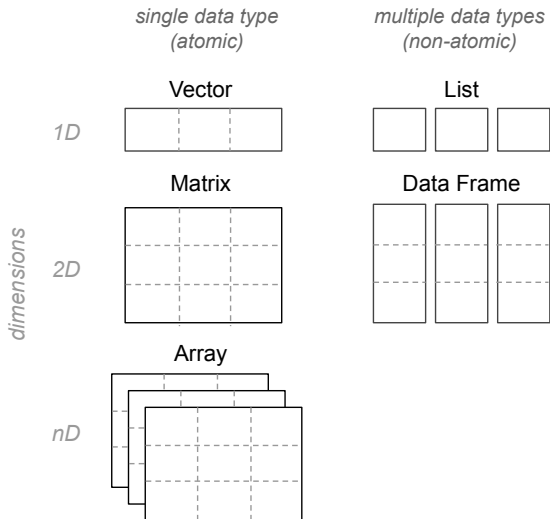 single data type
(atomic)
multiple data types
(non-atomic)
Vector
List
1D
Matrix
Data Frame
2D
dimensions
Array
nD